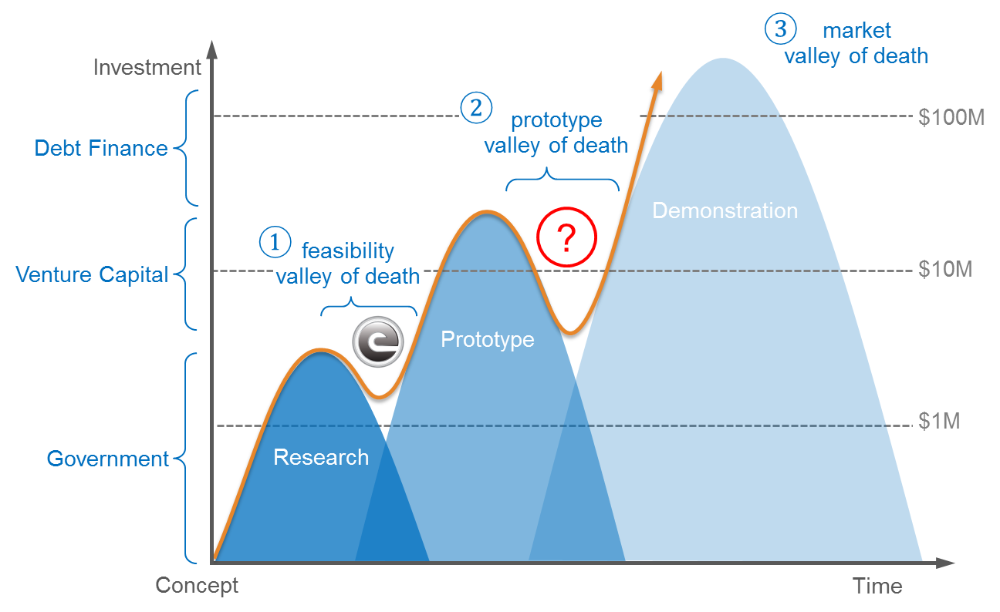 ③ market
valley of death
Investment
② prototype
valley of death
$100M
Debt Finance
Demonstration
① feasibility
valley of death
?
$10M
Venture Capital
e
Prototype
$1M
Research
Government
Concept
Time